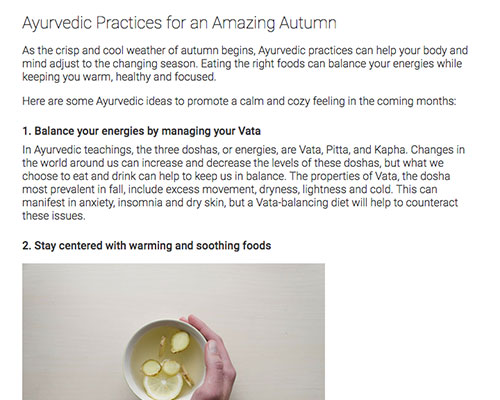 Ayurvedic Practices for an Amazing Autumn
As the crisp and cool weather of autumn begins, Ayurvedic practices can help your body and
mind adjust to the changing season. Eating the right foods can balance your energies while
keeping you warm, healthy and focused.
Here are some Ayurvedic ideas to promote a calm and cozy feeling in the coming months:
1. Balance your energies by managing your Vata
In Ayurvedic teachings, the three doshas, or energies, are Vata, Pitta, and Kapha. Changes in
the world around us can increase and decrease the levels of these doshas, but what we
choose to eat and drink can help to keep us in balance. The properties of Vata, the dosha
most prevalent in fall, include excess movement, dryness, lightness and cold. This can
manifest in anxiety, insomnia and dry skin, but a Vata-balancing diet will help to counteract
these issues.
2. Stay centered with warming and soothing foods